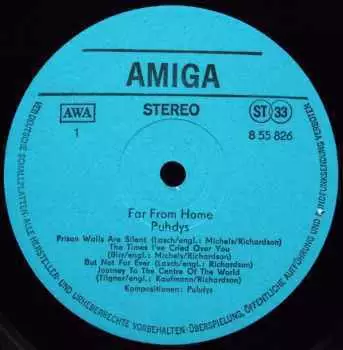 AMIGA
AWA
STEREO
ST 33
1
8 55 826
Far From Home
Puhdys
Prison Walls Are Silent (Lasch/engl.: Michels/Richardson)
The Times I've Cried Over You
(Birr/engl.: Michels/Richardson)
But Not For Ever (Lasch/engl.: Richardson)
Journey To The Centre Of The World
(Tilgner/engl.: Kaufmann/Richardson)
Kompositionen: Puhdys
VEB DEUTSCHE SCHALLPLATTEN · ALLE HERSTELLER- UND URHEBERRECHTE VORBEHALTEN · ÜBERSPIELUNG, ÖFFENTLICHE AUFFÜHRUNG UND RUNDFUNKSENDUNG VERBOTEN